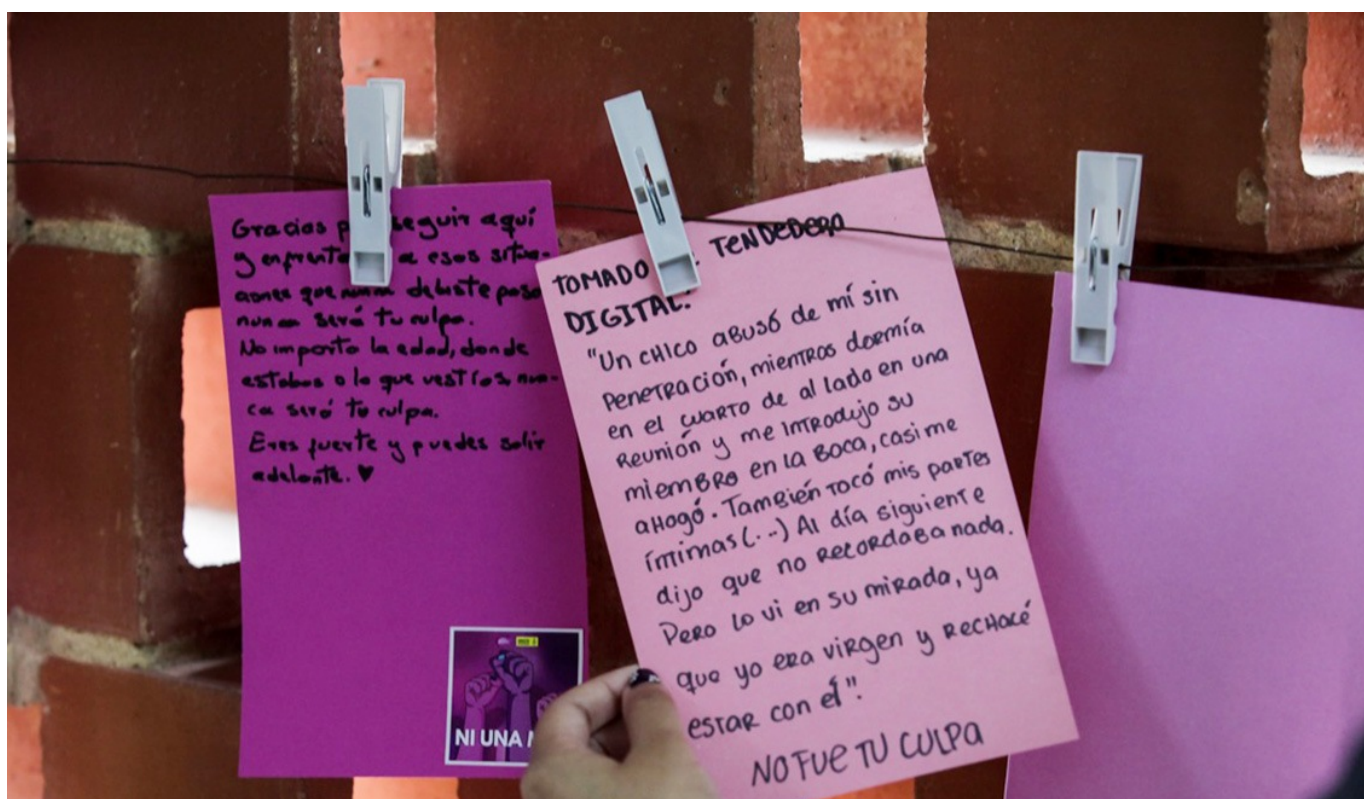 Gracias p seguir aquí
y enfrenta a esas situa-
ciones que nunca debiste pasar
nunca será tu culpa.
No importa la edad, donde
estabas o lo que vestías, nun-
ca será tu culpa.
Eres fuerte y puedes salir
adelante. ♥
NI UNA
TOMADO TENDEDERO
DIGITAL:
"Un chico abusó de mí sin
penetración, mientras dormía
en el cuarto de al lado en una
reunión y me introdujo su
miembro en la boca, casi me
ahogó. También tocó mis partes
íntimas (...) Al día siguiente
dijo que no recordaba nada.
Pero lo vi en su mirada, ya
que yo era virgen y rechacé
estar con él".
NO FUE TU CULPA